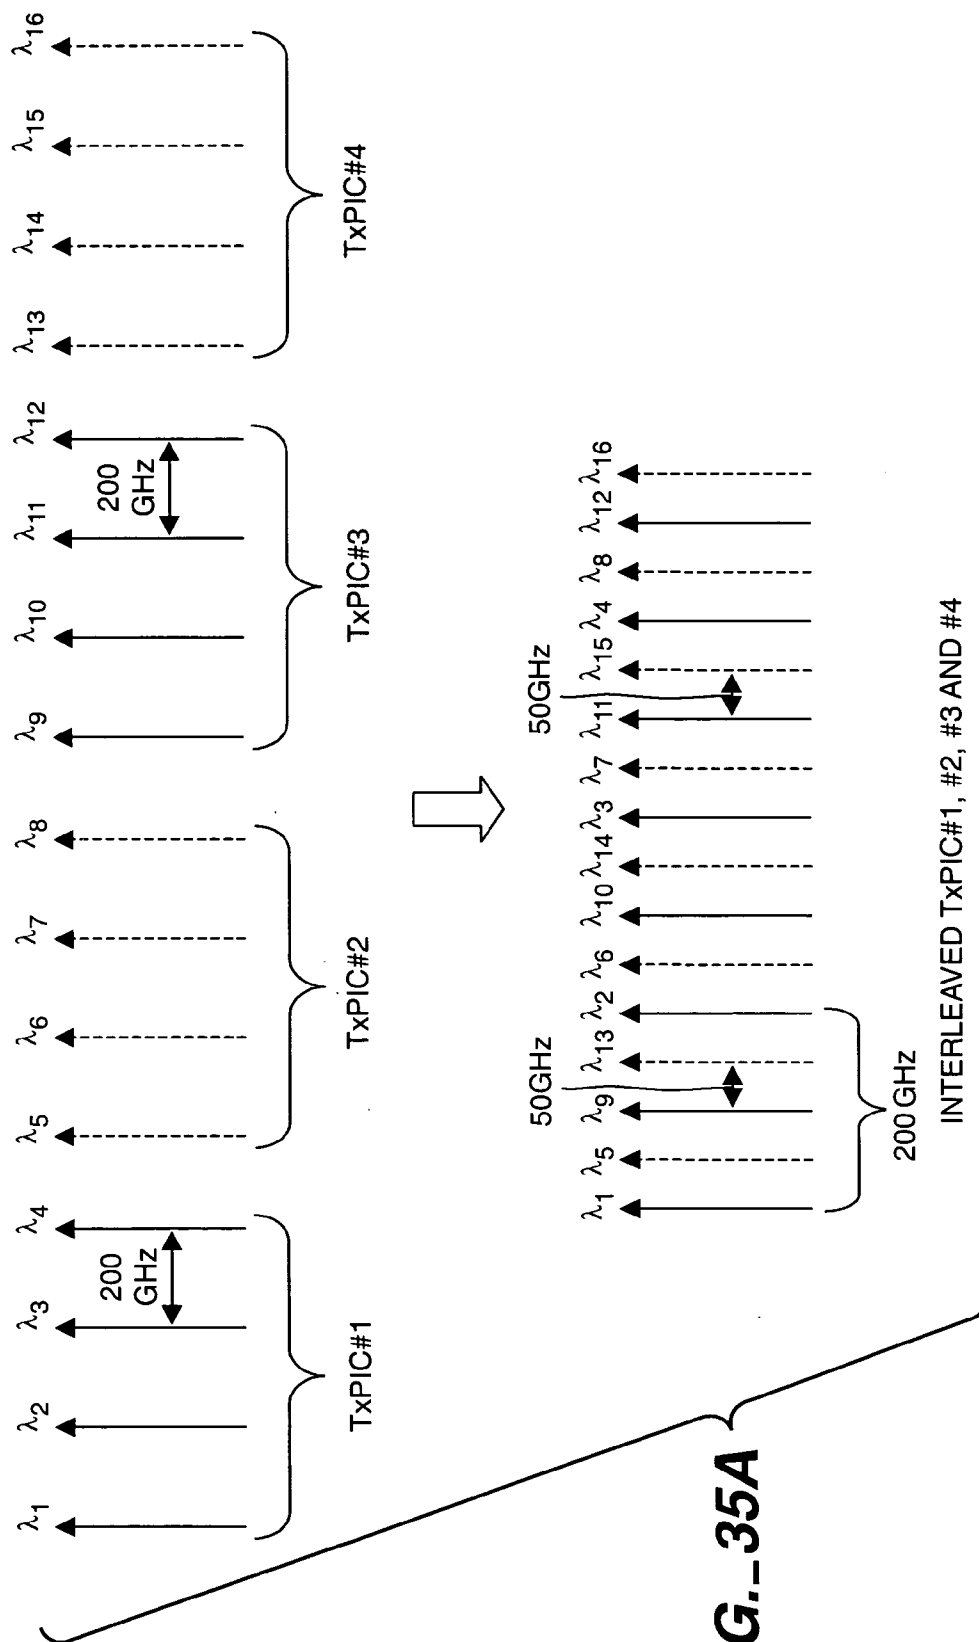 λ1 λ2 λ3 λ4 λ5 λ6 λ7 λ8 λ9 λ10 λ11 λ12 λ13 λ14 λ15 λ16
200
GHz
200
GHz
TxPIC#1 TxPIC#2 TxPIC#3 TxPIC#4
50GHz 50GHz
λ1 λ5 λ9 λ13 λ2 λ6 λ10 λ14 λ3 λ7 λ11 λ15 λ4 λ8 λ12 λ16
200 GHz
INTERLEAVED TxPIC#1, #2, #3 AND #4
G._35A